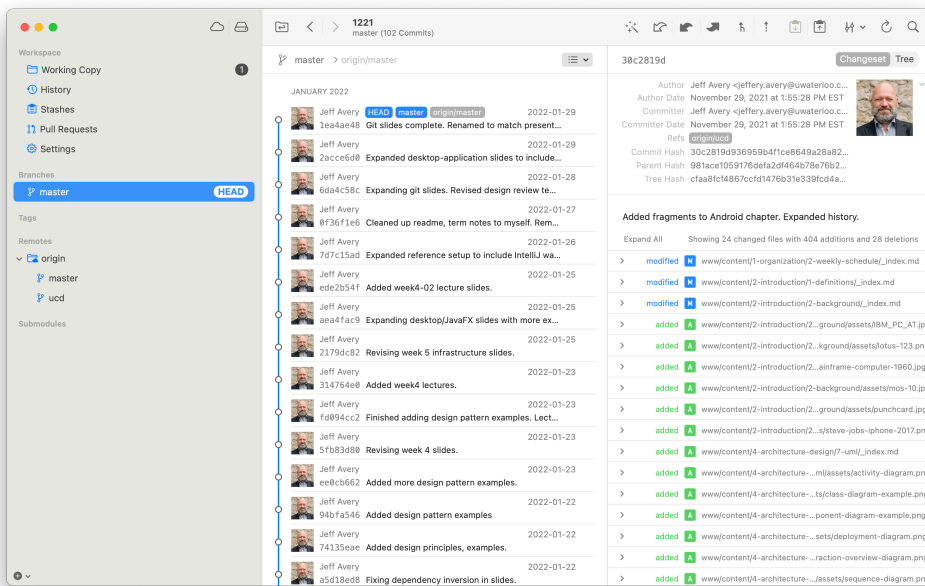 1221
master (102 Commits)
Workspace
Working Copy 1
History
Stashes
Pull Requests
Settings
Branches
master HEAD
Tags
Remotes
origin
master
ucd
Submodules
master > origin/master
JANUARY 2022
Jeff Avery HEAD master origin/master 2022-01-29
1ea4ae48 Git slides complete. Renamed to match present...
Jeff Avery 2022-01-29
2acce6d0 Expanded desktop-application slides to include...
Jeff Avery 2022-01-28
6da4c58c Expanding git slides. Revised design review te...
Jeff Avery 2022-01-27
0f36f1e6 Cleaned up readme, term notes to myself. Rem...
Jeff Avery 2022-01-26
7d7c15ad Expanded reference setup to include IntelliJ wa...
Jeff Avery 2022-01-25
ede2b54f Added week4-02 lecture slides.
Jeff Avery 2022-01-25
aea4fac9 Expanding desktop/JavaFX slides with more ex...
Jeff Avery 2022-01-25
2179dc82 Revising week 5 infrastructure slides.
Jeff Avery 2022-01-23
314764e0 Added week4 lectures.
Jeff Avery 2022-01-23
fd094cc2 Finished adding design pattern examples. Lect...
Jeff Avery 2022-01-23
5fb83d80 Revising week 4 slides.
Jeff Avery 2022-01-23
ee0cb662 Added more design pattern examples.
Jeff Avery 2022-01-22
94bfa546 Added design pattern examples
Jeff Avery 2022-01-22
74135eae Added design principles, examples.
Jeff Avery 2022-01-22
a5d18ed8 Fixing dependency inversion in slides.
30c2819d Changeset Tree
Author Jeff Avery <jeffery.avery@uwaterloo.c...
Author Date November 29, 2021 at 1:55:28 PM EST
Committer Jeff Avery <jeffery.avery@uwaterloo.c...
Committer Date November 29, 2021 at 1:55:28 PM EST
Refs origin/ucd
Commit Hash 30c2819d936959b4f1ce8649a28a82...
Parent Hash 981ace1059176defa2df464b78e76b2...
Tree Hash cfaa8fcf4867ccfd1476b31e339fcd4a...
Added fragments to Android chapter. Expanded history.
Expand All Showing 24 changed files with 404 additions and 28 deletions
modified M www/content/1-organization/2-weekly-schedule/_index.md
modified M www/content/2-introduction/1-definitions/_index.md
modified M www/content/2-introduction/2-background/_index.md
added A www/content/2-introduction/2...ground/assets/IBM_PC_AT.jp
added A www/content/2-introduction/2...kground/assets/lotus-123.png
added A www/content/2-introduction/2...ainframe-computer-1960.jpg
added A www/content/2-introduction/2-background/assets/mos-10.jp
added A www/content/2-introduction/2...ground/assets/punchcard.jpg
added A www/content/2-introduction/2...s/steve-jobs-iphone-2017.pn
added A www/content/4-architecture-design/7-uml/_index.md
added A www/content/4-architecture-...ml/assets/activity-diagram.png
added A www/content/4-architecture-...ts/class-diagram-example.png
added A www/content/4-architecture-...ponent-diagram-example.png
added A www/content/4-architecture-...sets/deployment-diagram.png
added A www/content/4-architecture-...raction-overview-diagram.png
added A www/content/4-architecture-.../assets/sequence-diagram.png